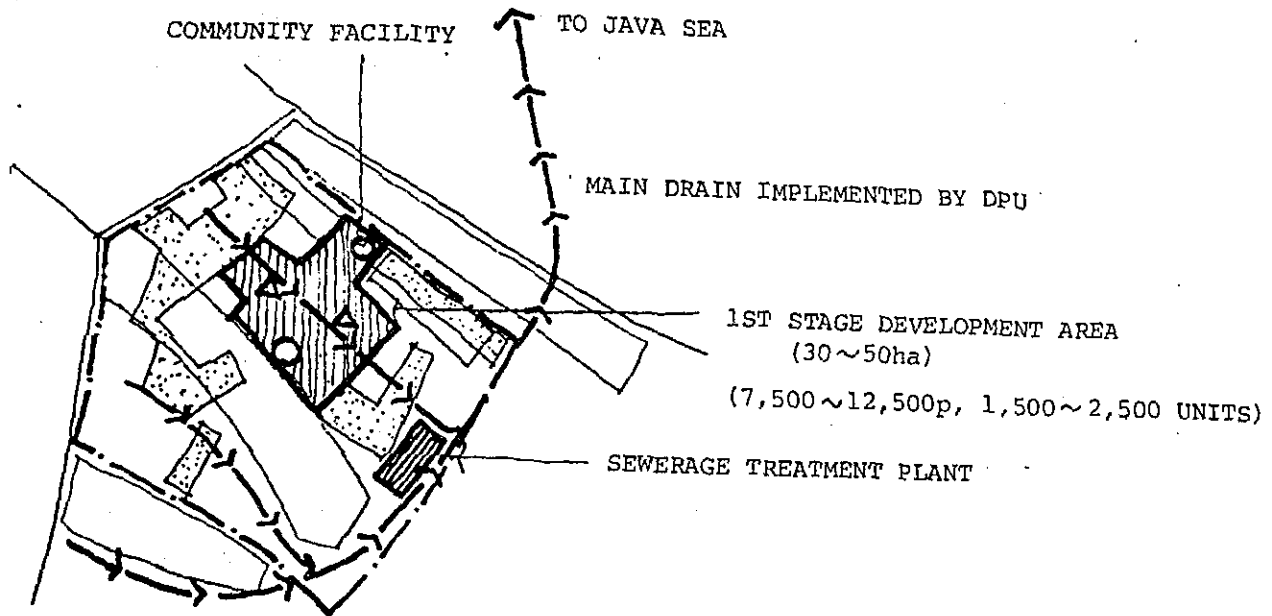 COMMUNITY FACILITY
TO JAVA SEA
MAIN DRAIN IMPLEMENTED BY DPU
1ST STAGE DEVELOPMENT AREA
(30~50ha)
(7,500~12,500p, 1,500~2,500 UNITS)
SEWERAGE TREATMENT PLANT